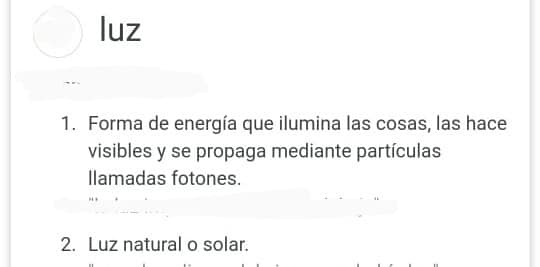 luz
1. Forma de energía que ilumina las cosas, las hace
visibles y se propaga mediante partículas
llamadas fotones.
2. Luz natural o solar.